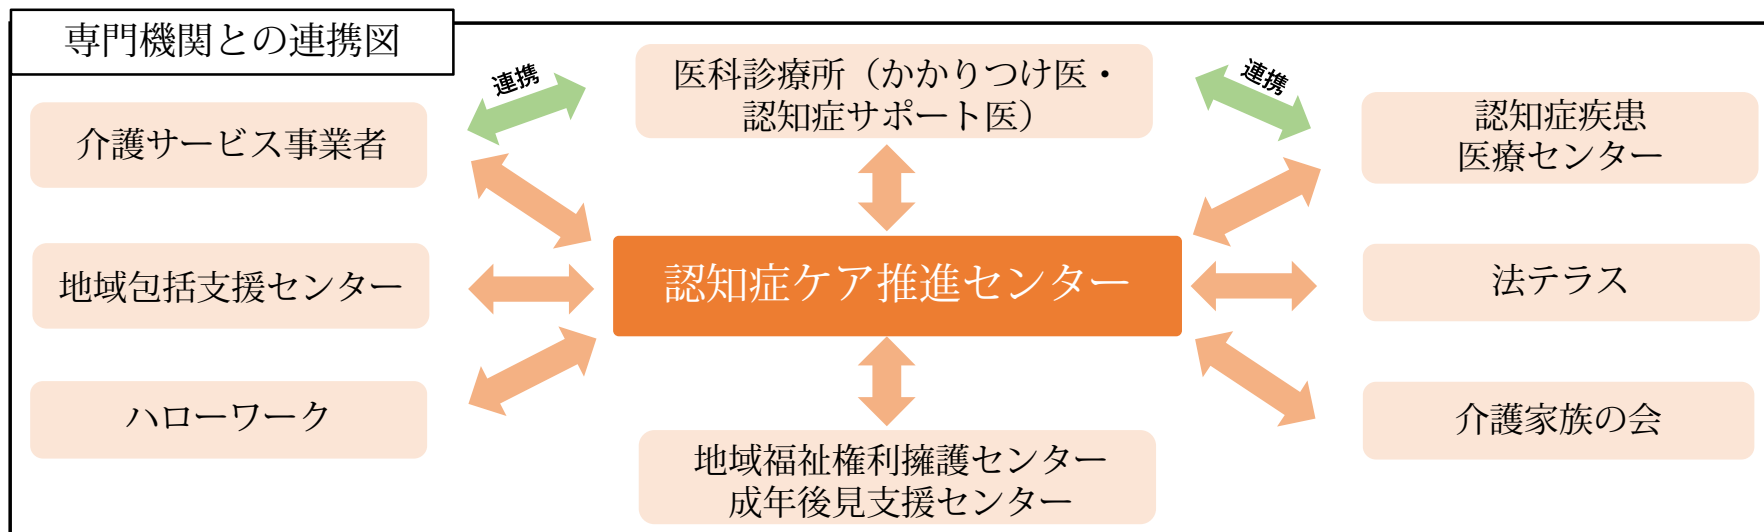 専門機関との連携図
連携
医科診療所（かかりつけ医・
認知症サポート医）
連携
介護サービス事業者
認知症疾患
医療センター
地域包括支援センター
認知症ケア推進センター
法テラス
ハローワーク
介護家族の会
地域福祉権利擁護センター
成年後見支援センター